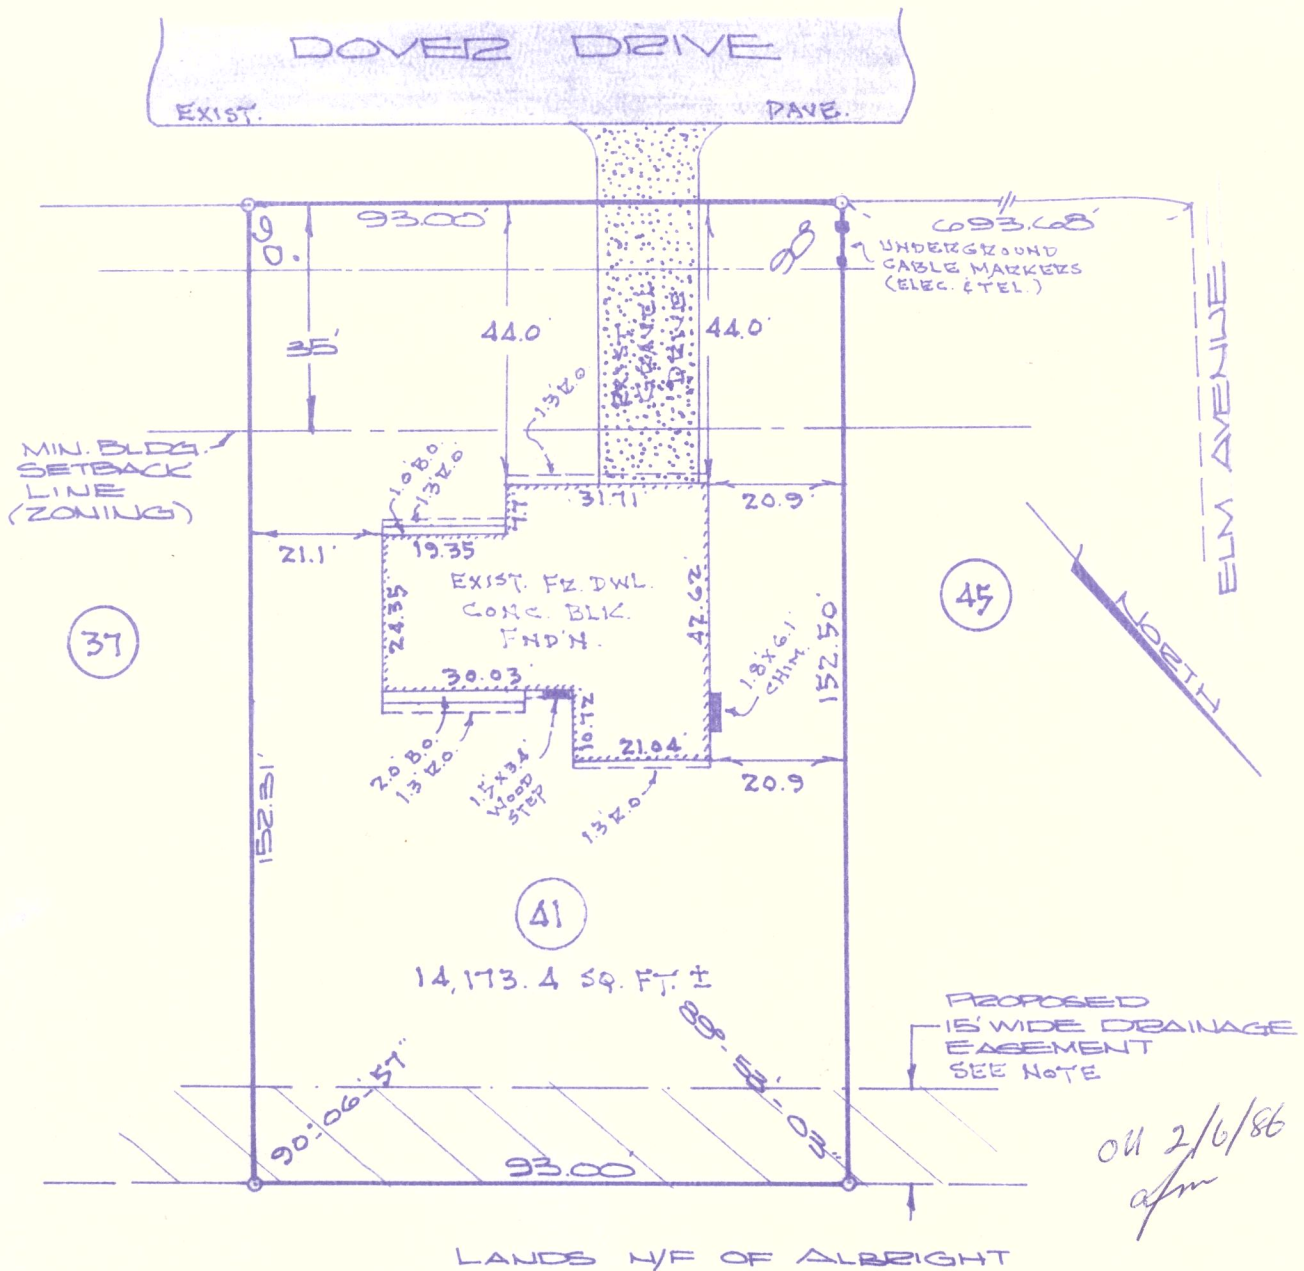 DOVER DRIVE
EXIST. PAVE.
93.00'
693.68'
90°
90°
UNDERGROUND
CABLE MARKERS
(ELEC. & TEL.)
ELM AVENUE
35'
44.0'
44.0'
EXIST
GRAVEL
DRIVE
1.3' R.O
MIN. BLDG.
SETBACK
LINE
(ZONING)
1.0' B.O.
1.3' R.O
31.71
7.7
20.9'
21.1'
19.35
EXIST. FR. DWL.
CONC. BLK.
FND'N.
24.35
42.62
152.50'
45
37
NORTH
30.03
1.8' X 6.1'
CHIM.
10.72
21.04'
2.0' B.O.
1.3' R.O.
1.5' X 3.4'
WOOD
STEP
1.3' R.O
20.9
152.31'
41
14,173.4 SQ. FT. ±
PROPOSED
15' WIDE DRAINAGE
EASEMENT
SEE NOTE
90°-06'-57"
89°-53'-03"
93.00'
2/6/86
LANDS N/F OF ALBRIGHT